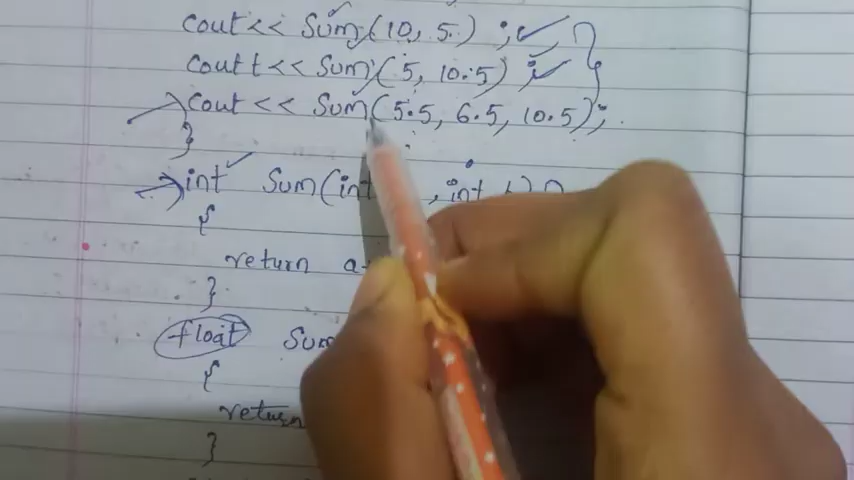 cout<< Sum(10, 5) ;
cout t<< Sum(5, 10.5) ;
cout << Sum(5.5, 6.5, 10.5);
}
int Sum(int , int
{
return a
}
float Sum
{
return
}